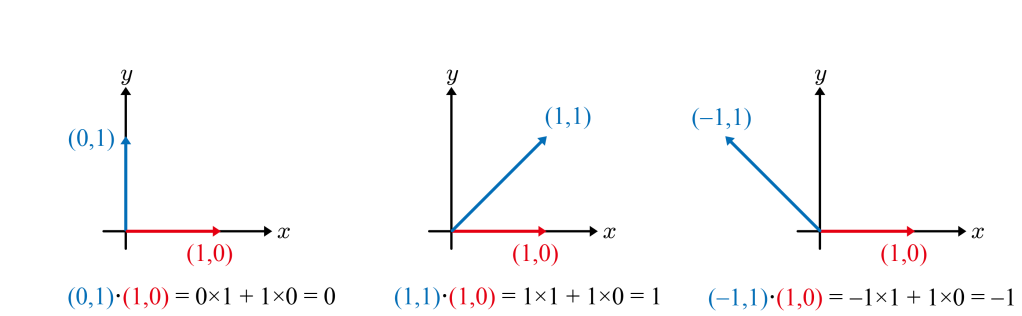 y
(0,1)
x
(1,0)
(0,1)·(1,0) = 0×1 + 1×0 = 0
y
(1,1)
x
(1,0)
(1,1)·(1,0) = 1×1 + 1×0 = 1
y
(–1,1)
x
(1,0)
(–1,1)·(1,0) = –1×1 + 1×0 = –1